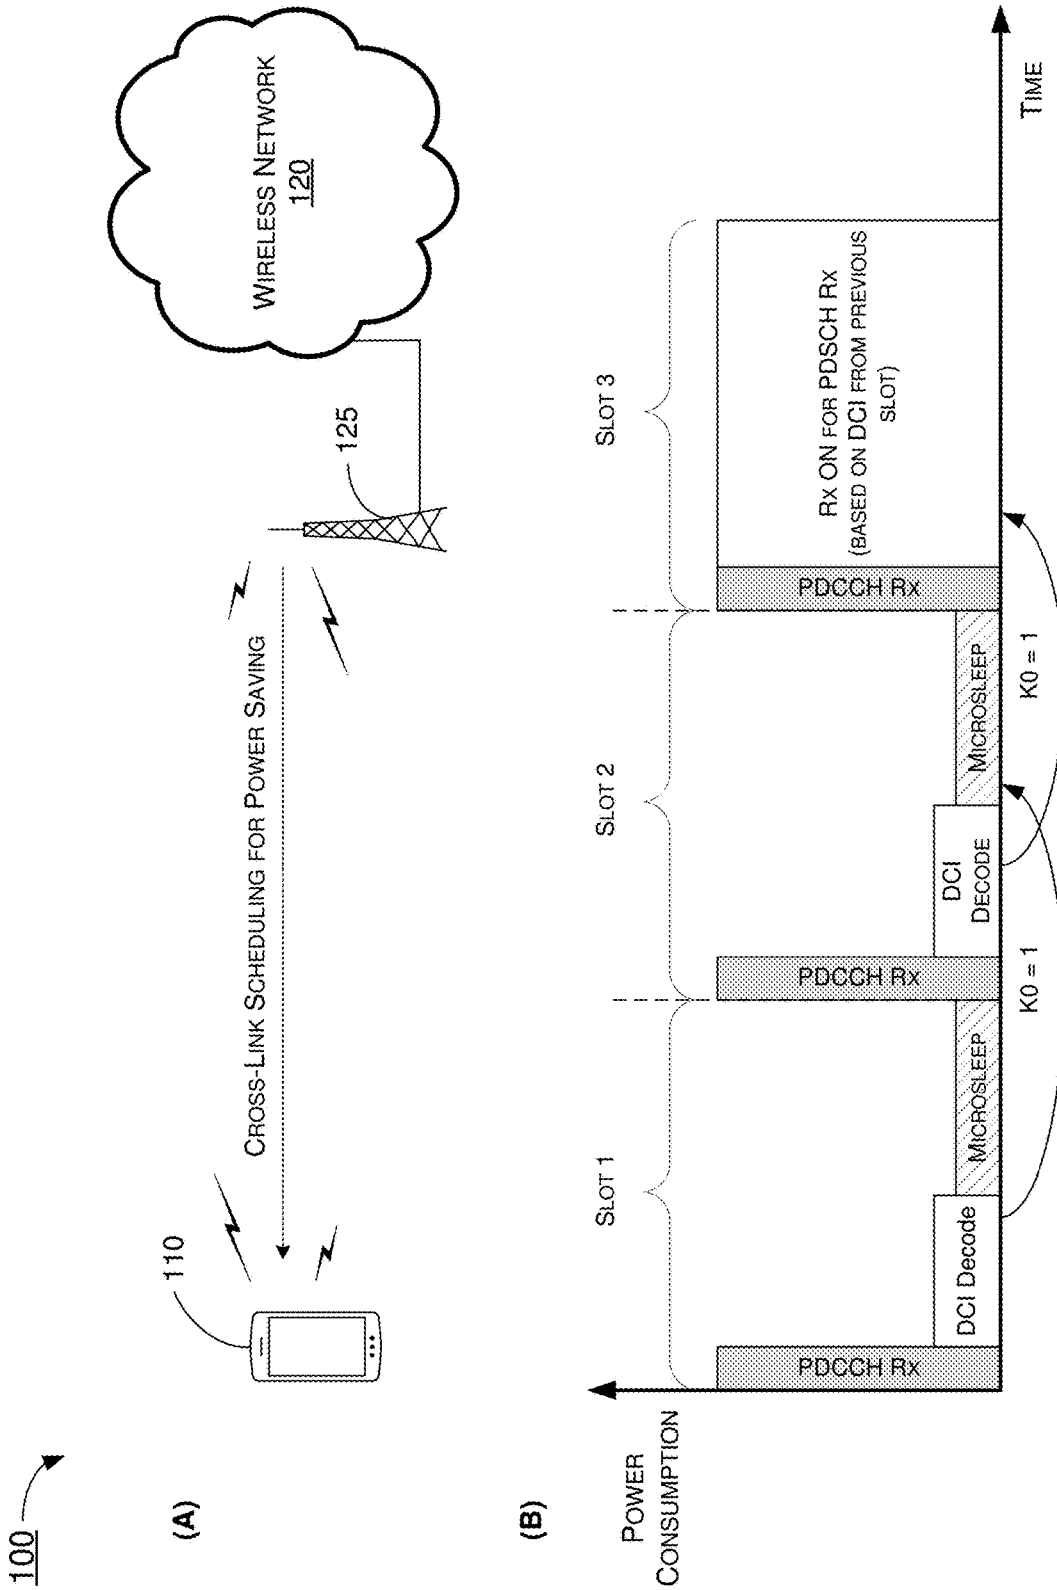 100
(A)
110
CROSS-LINK SCHEDULING FOR POWER SAVING
125
WIRELESS NETWORK
120
(B)
POWER
CONSUMPTION
SLOT 1
SLOT 2
SLOT 3
PDCCH RX
DCI Decode
MICROSLEEP
PDCCH RX
DCI
DECODE
MICROSLEEP
PDCCH RX
RX ON FOR PDSCH RX
(BASED ON DCI FROM PREVIOUS
SLOT)
K0 = 1
K0 = 1
TIME